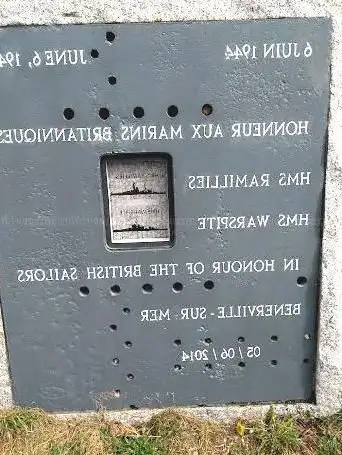 6 JUIN 1944 JUNE 6, 194
HONNEUR AUX MARINS BRITANNIQUES
HMS RAMILLIES
HMS WARSPITE
IN HONOUR OF THE BRITISH SAILORS
BENERVILLE-SUR MER
05/06/2014